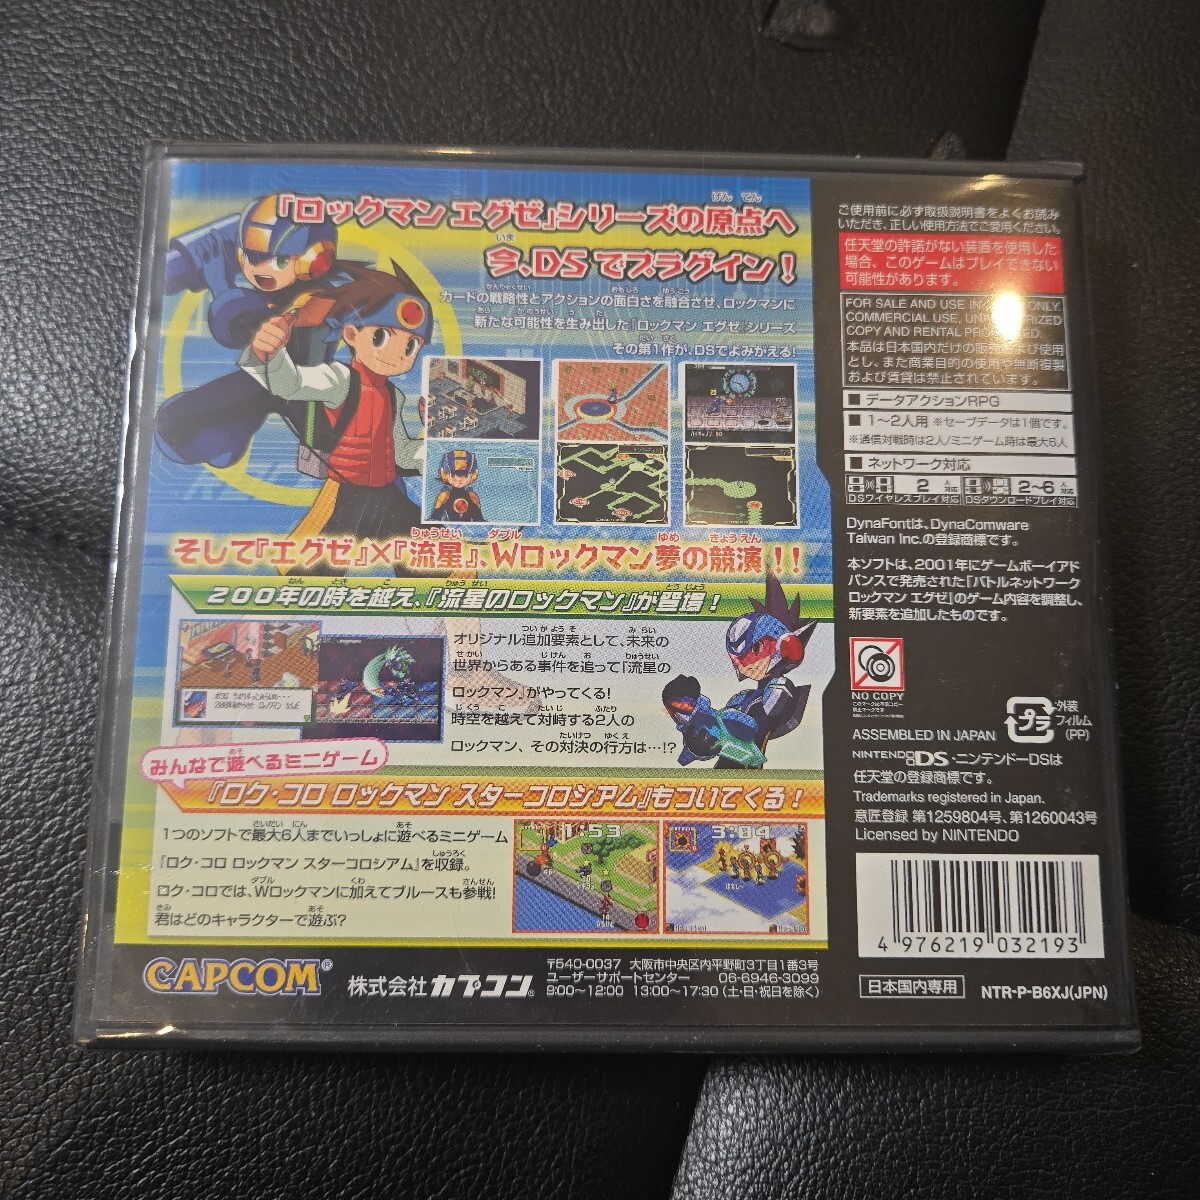 『ロックマン エグゼ』シリーズの原点へ
今、DSでプラグイン!
カードの戦略性とアクションの面白さを融合させ、ロックマンに
新たな可能性を生み出した『ロックマン エグゼ』シリーズ
その第1作が、DSでよみがえる!
そして『エグゼ』×『流星』、Wロックマン夢の競演!!
200年の時を越え、『流星のロックマン』が登場!
オリジナル追加要素として、未来の
世界からある事件を追って『流星の
ロックマン』がやってくる!
時空を越えて対峙する2人の
ロックマン、その対決の行方は…!?
みんなで遊べるミニゲーム
『ロク・コロ ロックマン スターコロシアム』もついてくる!
1つのソフトで最大6人までいっしょに遊べるミニゲーム
『ロク・コロ ロックマン スターコロシアム』を収録。
ロク・コロでは、Wロックマンに加えてブルースも参戦!
君はどのキャラクターで遊ぶ?
1:53
3:04
CAPCOM®
株式会社カプコン
〒540-0037 大阪市中央区内平野町3丁目1番3号
ユーザーサポートセンター 06-6946-3099
9:00〜12:00 13:00〜17:30(土・日・祝日を除く)
ご使用前に必ず取扱説明書をよくお読み
いただき、正しい使用方法でご愛用ください。
任天堂の許諾がない装置を使用した
場合、このゲームはプレイできない
可能性があります。
FOR SALE AND USE IN ONLY.
COMMERCIAL USE, UNAUTHORIZED
COPY AND RENTAL PROHIBITED.
本品は日本国内だけの販売および使用
とし、また商業目的の使用や無断複製
および賃貸は禁止されています。
■ データアクションRPG
■ 1〜2人用 ※セーブデータは1個です。
※通信対戦時は2人/ミニゲーム時は最大6人
■ ネットワーク対応
2人対応
DSワイヤレスプレイ対応
2〜6人対応
DSダウンロードプレイ対応
DynaFontは、DynaComware
Taiwan Inc.の登録商標です。
本ソフトは、2001年にゲームボーイアド
バンスで発売された『バトルネットワーク
ロックマン エグゼ』のゲーム内容を調整し、
新要素を追加したものです。
NO COPY
ASSEMBLED IN JAPAN
プラ
外装
フィルム
(PP)
NINTENDO DS・ニンテンドーDSは
任天堂の登録商標です。
Trademarks registered in Japan.
意匠登録 第1259804号、第1260043号
Licensed by NINTENDO
4 976219 032193
日本国内専用
NTR-P-B6XJ(JPN)